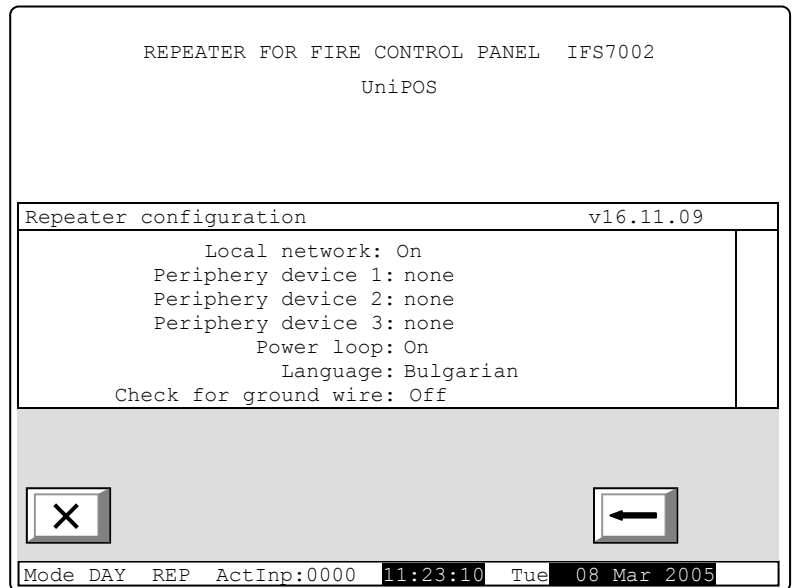 REPEATER FOR FIRE CONTROL PANEL IFS7002
UniPOS
Repeater configuration v16.11.09
Local network: On
Periphery device 1: none
Periphery device 2: none
Periphery device 3: none
Power loop: On
Language: Bulgarian
Check for ground wire: Off
Mode DAY REP ActInp:0000 11:23:10 Tue 08 Mar 2005